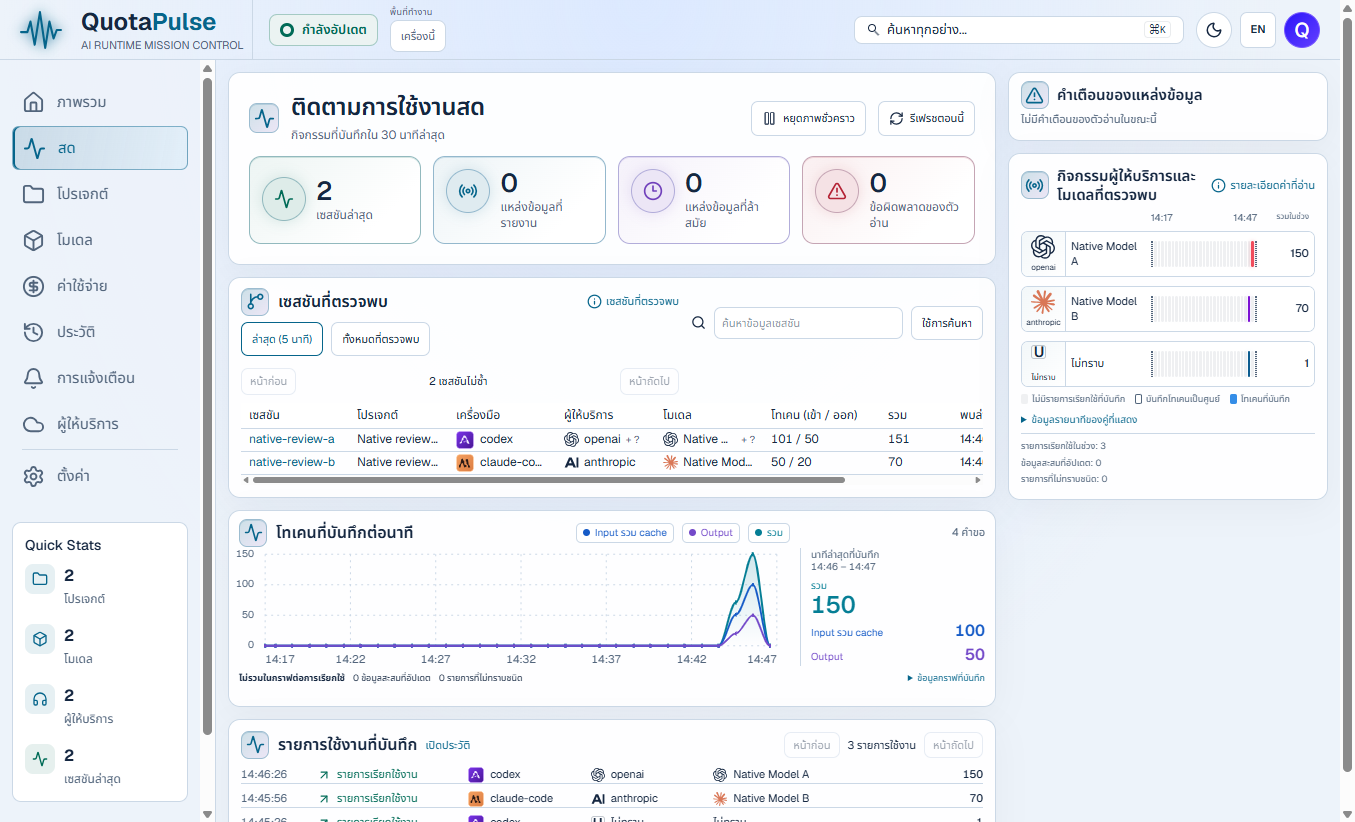 QuotaPulse
AI RUNTIME MISSION CONTROL
กำลังอัปเดต
พื้นที่ทำงาน
เครื่องนี้
ค้นหาทุกอย่าง...
⌘K
EN
Q
ภาพรวม
สด
โปรเจกต์
โมเดล
ค่าใช้จ่าย
ประวัติ
การแจ้งเตือน
ผู้ให้บริการ
ตั้งค่า
Quick Stats
2
โปรเจกต์
2
โมเดล
2
ผู้ให้บริการ
2
เซสชันล่าสุด
ติดตามการใช้งานสด
กิจกรรมที่บันทึกใน 30 นาทีล่าสุด
หยุดภาพชั่วคราว
รีเฟรชตอนนี้
2
เซสชันล่าสุด
0
แหล่งข้อมูลที่
รายงาน
0
แหล่งข้อมูลที่ล้า
สมัย
0
ข้อผิดพลาดของตัว
อ่าน
เซสชันที่ตรวจพบ
เซสชันที่ตรวจพบ
ค้นหาข้อมูลเซสชัน
ใช้การค้นหา
ล่าสุด (5 นาที)
ทั้งหมดที่ตรวจพบ
หน้าก่อน
2 เซสชันไม่ซ้ำ
หน้าถัดไป
เซสชัน โปรเจกต์ เครื่องมือ ผู้ให้บริการ โมเดล โทเคน (เข้า / ออก) รวม
native-review-a Native review... codex openai + ? Native ... + ? 101 / 50 151 14:4
native-review-b Native review... claude-co... anthropic Native Mod... 50 / 20 70 14:4
โทเคนที่บันทึกต่อนาที
Input รวม cache
Output
รวม
4 คำขอ
150
100
50
0
14:17 14:22 14:27 14:32 14:37 14:42 14:47
นาทีล่าสุดที่บันทึก
14:46 – 14:47
รวม
150
Input รวม cache 100
Output 50
ไม่รวมในกราฟต่อการเรียกใช้ 0 ข้อมูลสะสมที่อัปเดต 0 รายการที่ไม่ทราบชนิด
ข้อมูลกราฟที่บันทึก
รายการใช้งานที่บันทึก เปิดประวัติ
หน้าก่อน
3 รายการใช้งาน
หน้าถัดไป
14:46:26 รายการเรียกใช้งาน codex openai Native Model A 150
14:45:56 รายการเรียกใช้งาน claude-code anthropic Native Model B 70
14:45:26 รายการเรียกใช้งาน codex ไม่ทราบ ไม่ทราบ 1
คำเตือนของแหล่งข้อมูล
ไม่มีคำเตือนของตัวอ่านในขณะนี้
กิจกรรมผู้ให้บริการและ
โมเดลที่ตรวจพบ
รายละเอียดค่าที่อ่าน
14:17 14:47 รวมในช่วง
openai
Native Model
A
150
anthropic
Native Model
B
70
U
ไม่ทราบ
ไม่ทราบ
1
ไม่มีรายการเรียกใช้ที่บันทึก บันทึกโทเคนเป็นศูนย์ โทเคนที่บันทึก
ข้อมูลรายนาทีของคู่ที่แสดง
รายการเรียกใช้ในช่วง: 3
ข้อมูลสะสมที่อัปเดต: 0
รายการที่ไม่ทราบชนิด: 0